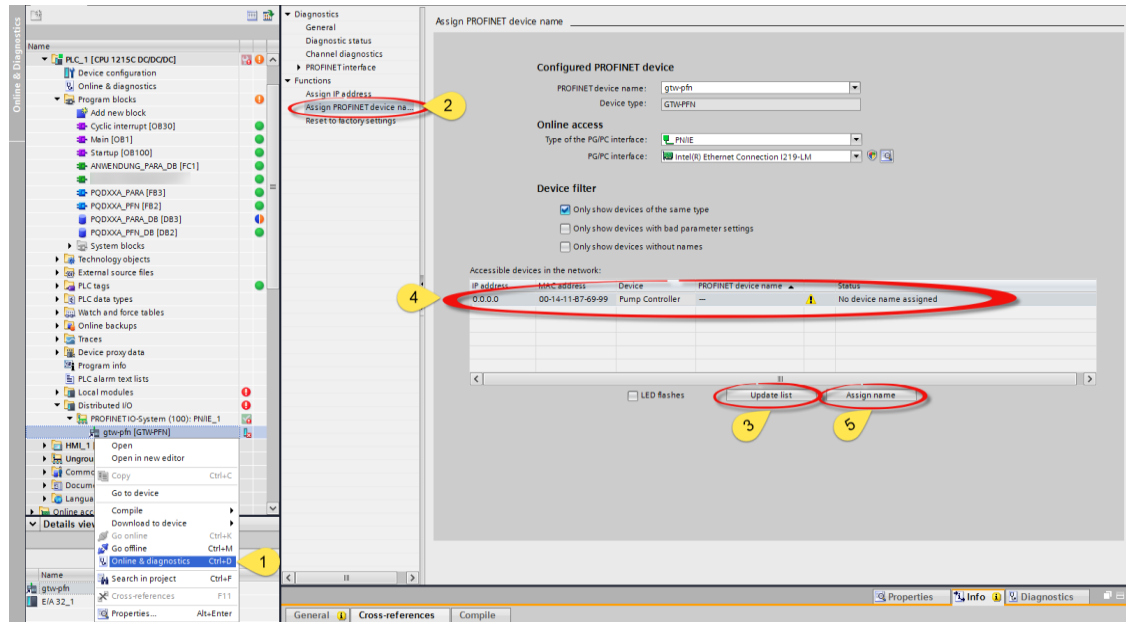 Online & Diagnostics
Name
PLC_1 [CPU 1215C DC/DC/DC]
Device configuration
Online & diagnostics
Program blocks
Add new block
Cyclic interrupt [OB30]
Main [OB1]
Startup [OB100]
ANWENDUNG_PARA_DB [FC1]
PQDXXA_PARA [FB3]
PQDXXA_PFN [FB2]
PQDXXA_PARA_DB [DB3]
PQDXXA_PFN_DB [DB2]
System blocks
Technology objects
External source files
PLC tags
PLC data types
Watch and force tables
Online backups
Traces
Device proxy data
Program info
PLC alarm text lists
Local modules
Distributed I/O
PROFINET IO-System (100): PN/IE_1
gtw-pfn [GTW-PFN]
HMI_1 [
Ungrou
Commo
Docume
Langua
Online acc
Details view
Name
gtw-pfn
E/A 32_1
Open
Open in new editor
Copy Ctrl+C
Go to device
Compile
Download to device
Go online Ctrl+K
Go offline Ctrl+M
Online & diagnostics Ctrl+D
Search in project Ctrl+F
Cross-references F11
Properties... Alt+Enter
1
Diagnostics
General
Diagnostic status
Channel diagnostics
PROFINET interface
Functions
Assign IP address
Assign PROFINET device na...
Reset to factory settings
2
Assign PROFINET device name
Configured PROFINET device
PROFINET device name: gtw-pfn
Device type: GTW-PFN
Online access
Type of the PG/PC interface: PN/IE
PG/PC interface: Intel(R) Ethernet Connection I219-LM
Device filter
Only show devices of the same type
Only show devices with bad parameter settings
Only show devices without names
Accessible devices in the network:
IP address MAC address Device PROFINET device name Status
0.0.0.0 00-14-11-B7-69-99 Pump Controller — No device name assigned
4
LED flashes Update list Assign name
3 5
Properties Info Diagnostics
General Cross-references Compile